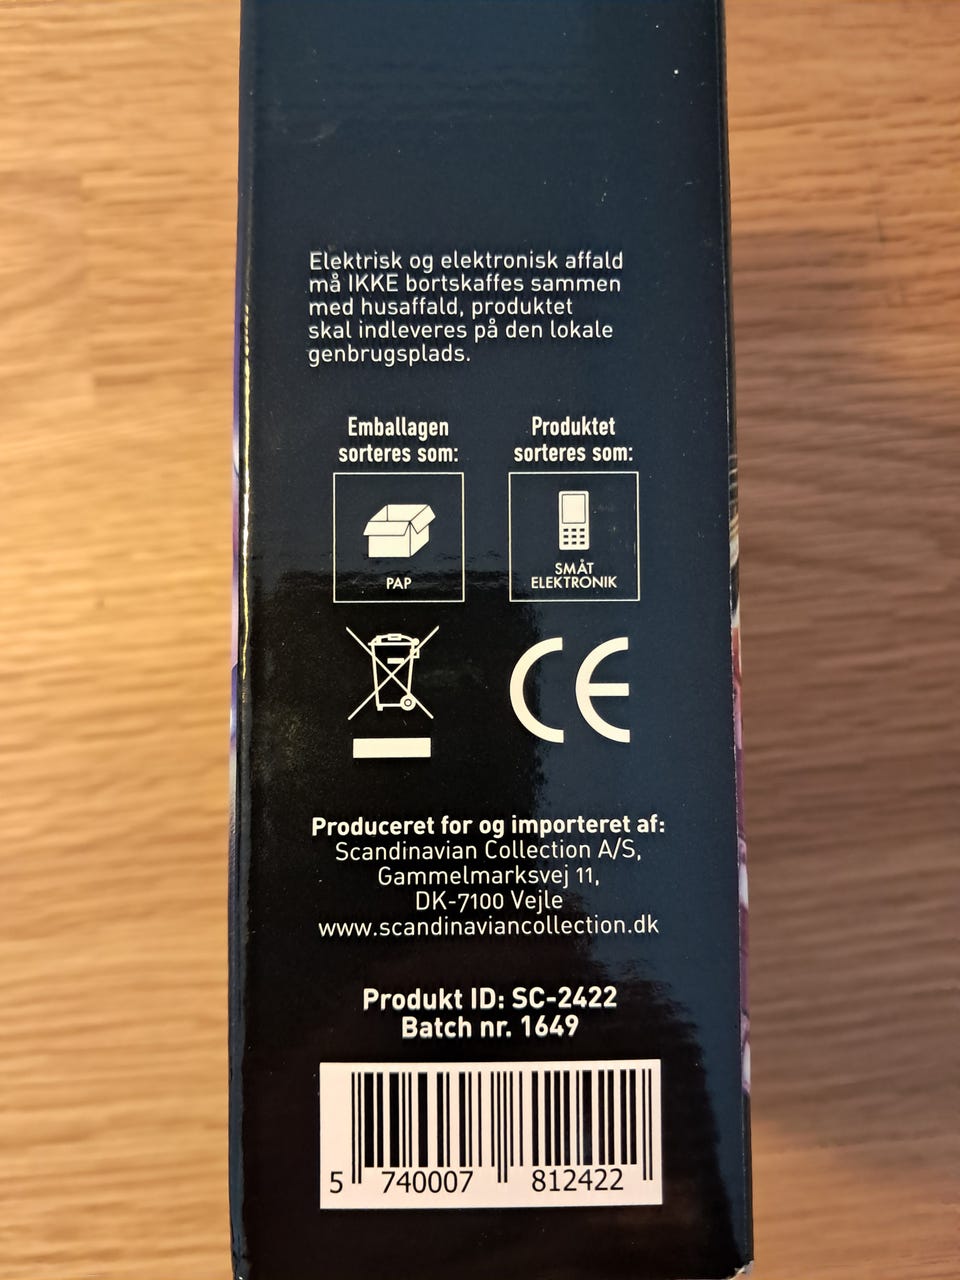 Elektrisk og elektronisk affald
må IKKE bortskaffes sammen
med husaffald, produktet
skal indleveres på den lokale
genbrugsplads.
Emballagen
sorteres som:
PAP
Produktet
sorteres som:
SMÅT
ELEKTRONIK
CE
Produceret for og importeret af:
Scandinavian Collection A/S,
Gammelmarksvej 11,
DK-7100 Vejle
www.scandinaviancollection.dk
Produkt ID: SC-2422
Batch nr. 1649
5 740007 812422